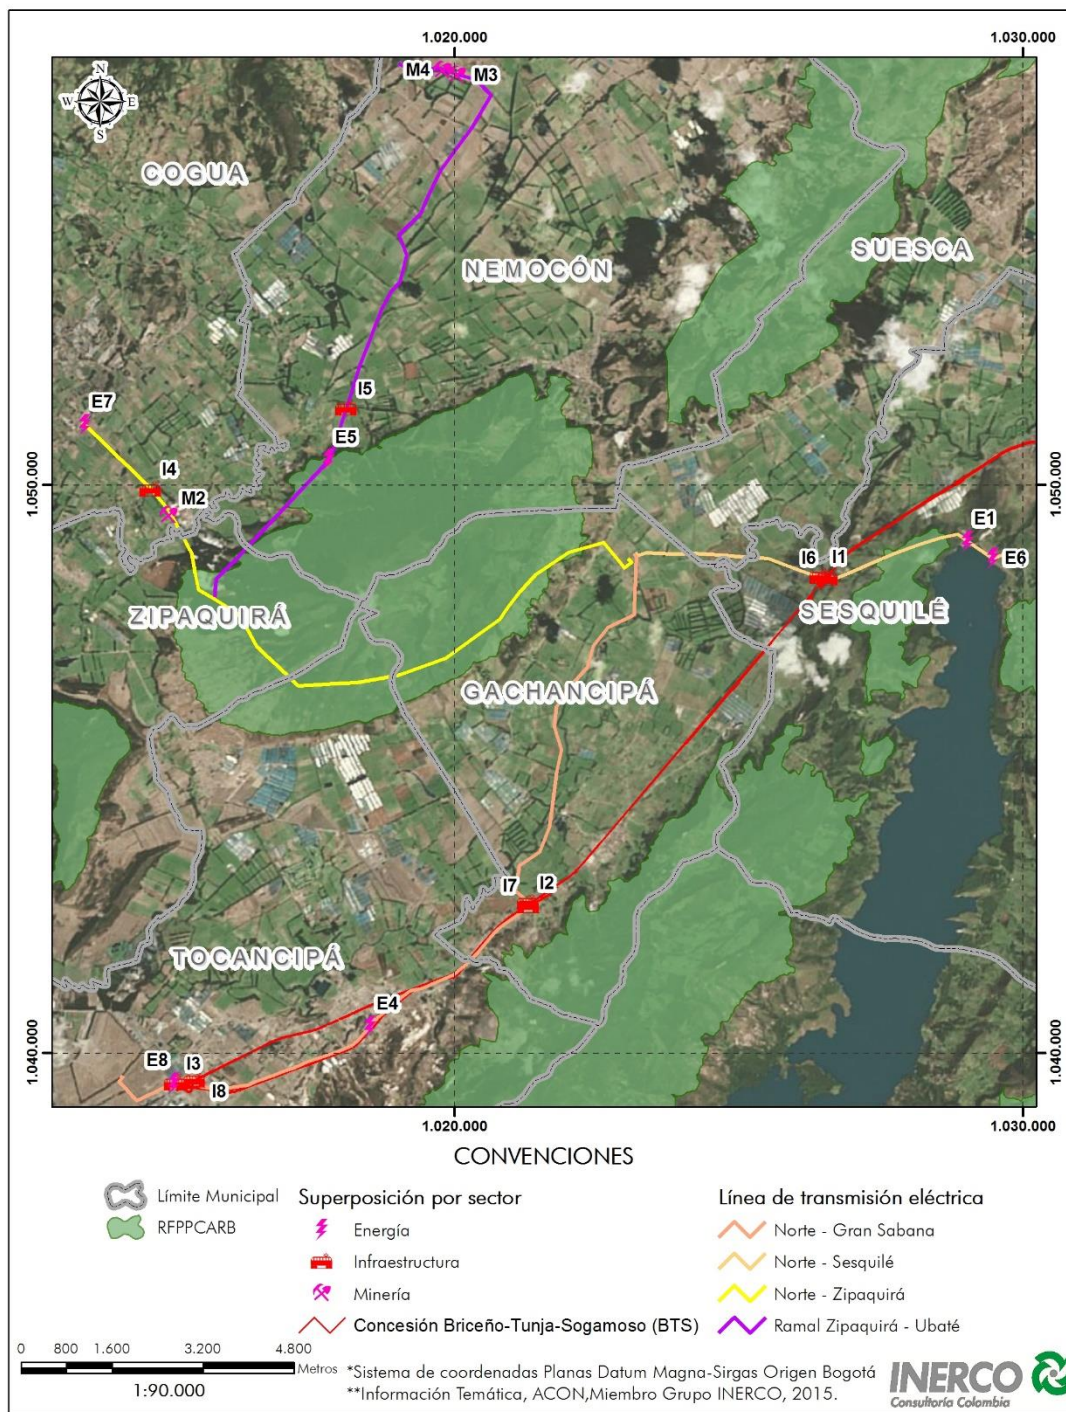 1.020.000 1.030.000
N
W E
S
M4 M3
COGUA
SUESCA
NEMOCÓN
I5
E7
E5
I4
M2
1.050.000 1.050.000
E1
I6 I1
E6
ZIPAQUIRÁ SESQUILÉ
GACHANCIPÁ
I7 I2
TOCANCIPÁ
E4
1.040.000 1.040.000
E8 I3
I8
1.020.000 1.030.000
CONVENCIONES
Límite Municipal
RFPPCARB
Superposición por sector
Energía
Infraestructura
Minería
Concesión Briceño-Tunja-Sogamoso (BTS)
Línea de transmisión eléctrica
Norte - Gran Sabana
Norte - Sesquilé
Norte - Zipaquirá
Ramal Zipaquirá - Ubaté
0 800 1.600 3.200 4.800
Metros
1:90.000
*Sistema de coordenadas Planas Datum Magna-Sirgas Origen Bogotá
**Información Temática, ACON,Miembro Grupo INERCO, 2015.
INERCO
Consultoría Colombia